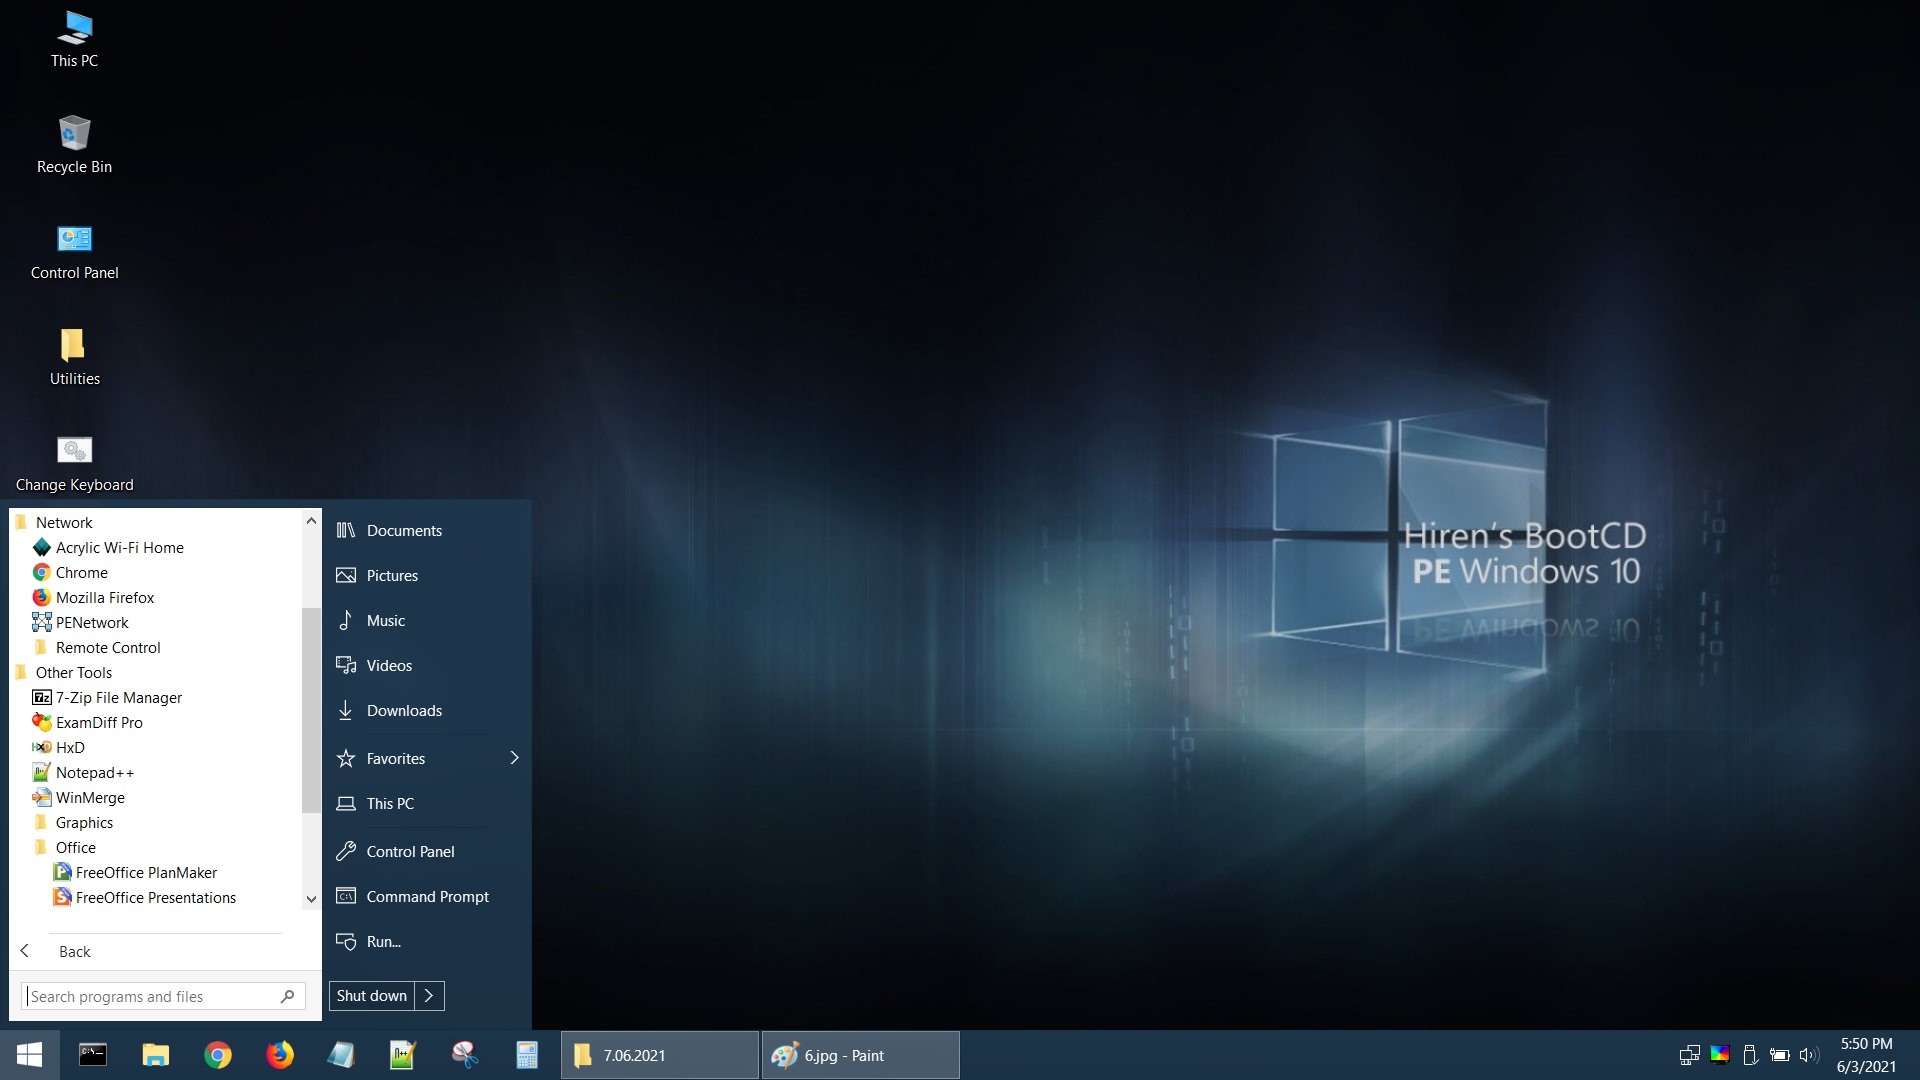 This PC
Recycle Bin
Control Panel
Utilities
Change Keyboard
Network
Acrylic Wi-Fi Home
Chrome
Mozilla Firefox
PENetwork
Remote Control
Other Tools
7-Zip File Manager
ExamDiff Pro
HxD
Notepad++
WinMerge
Graphics
Office
FreeOffice PlanMaker
FreeOffice Presentations
Back
Search programs and files
Documents
Pictures
Music
Videos
Downloads
Favorites
This PC
Control Panel
Command Prompt
Run...
Shut down
Hiren's BootCD
PE Windows 10
7.06.2021
6.jpg - Paint
5:50 PM
6/3/2021